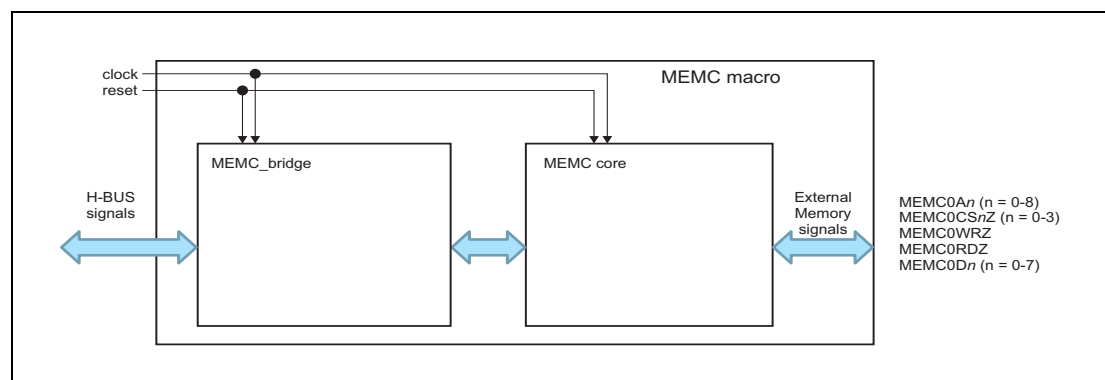 MEMC macro
clock
reset
MEMC_bridge
MEMC core
H-BUS
signals
External
Memory
signals
MEMC0An (n = 0-8)
MEMC0CSnZ (n = 0-3)
MEMC0WRZ
MEMC0RDZ
MEMC0Dn (n = 0-7)